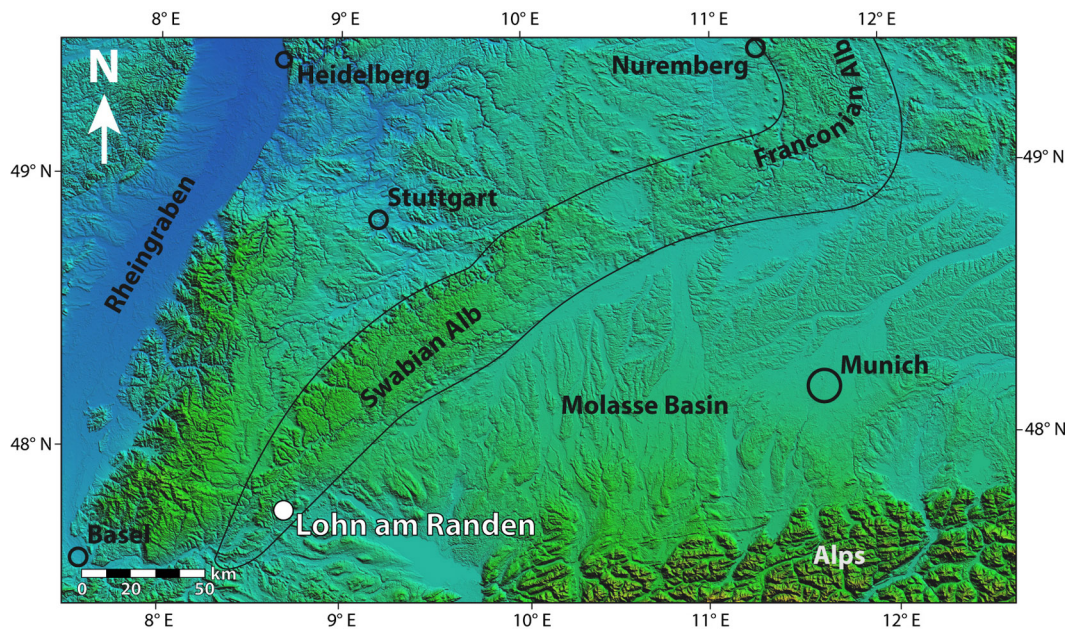 8° E 9° E 10° E 11° E 12° E
N
Heidelberg
Nuremberg
Franconian Alb
49° N 49° N
Rheingraben
Stuttgart
Swabian Alb
Munich
Molasse Basin
48° N 48° N
Lohn am Randen
Basel
Alps
km
0 20 50
8° E 9° E 10° E 11° E 12° E